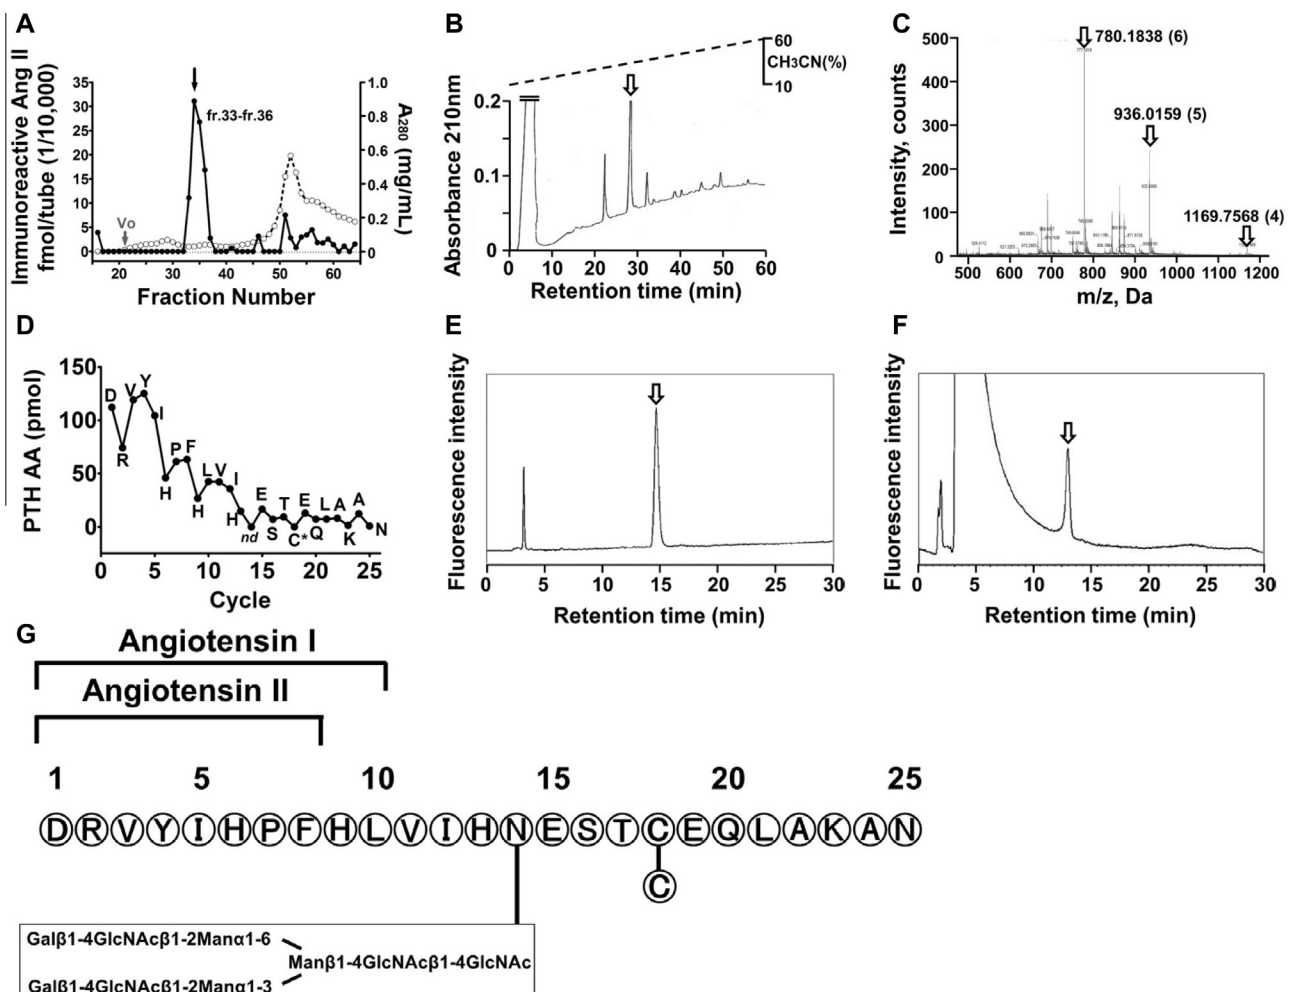 A
Immunoreactive Ang II
fmol/tube (1/10,000)
35
30
25
20
15
10
5
0
fr.33-fr.36
Vo
1.0
0.8
0.6
0.4
0.2
0
A280 (mg/mL)
20 30 40 50 60
Fraction Number
B
Absorbance 210nm
0.2
0.1
0
60
CH3CN(%)
10
0 10 20 30 40 50 60
Retention time (min)
C
Intensity, counts
500
400
300
200
100
0
780.1838 (6)
936.0159 (5)
1169.7568 (4)
500 600 700 800 900 1000 1100 1200
m/z, Da
D
PTH AA (pmol)
150
100
50
0
D R V Y I H P F H L V I H nd E S T C* E Q L A K A N
0 5 10 15 20 25
Cycle
E
Fluorescence intensity
0 5 10 15 20 25 30
Retention time (min)
F
Fluorescence intensity
0 5 10 15 20 25 30
Retention time (min)
G
Angiotensin I
Angiotensin II
1 5 10 15 20 25
D R V Y I H P F H L V I H N E S T C E Q L A K A N
C
Galβ1-4GlcNAcβ1-2Manα1-6
Manβ1-4GlcNAcβ1-4GlcNAc
Galβ1-4GlcNAcβ1-2Manα1-3